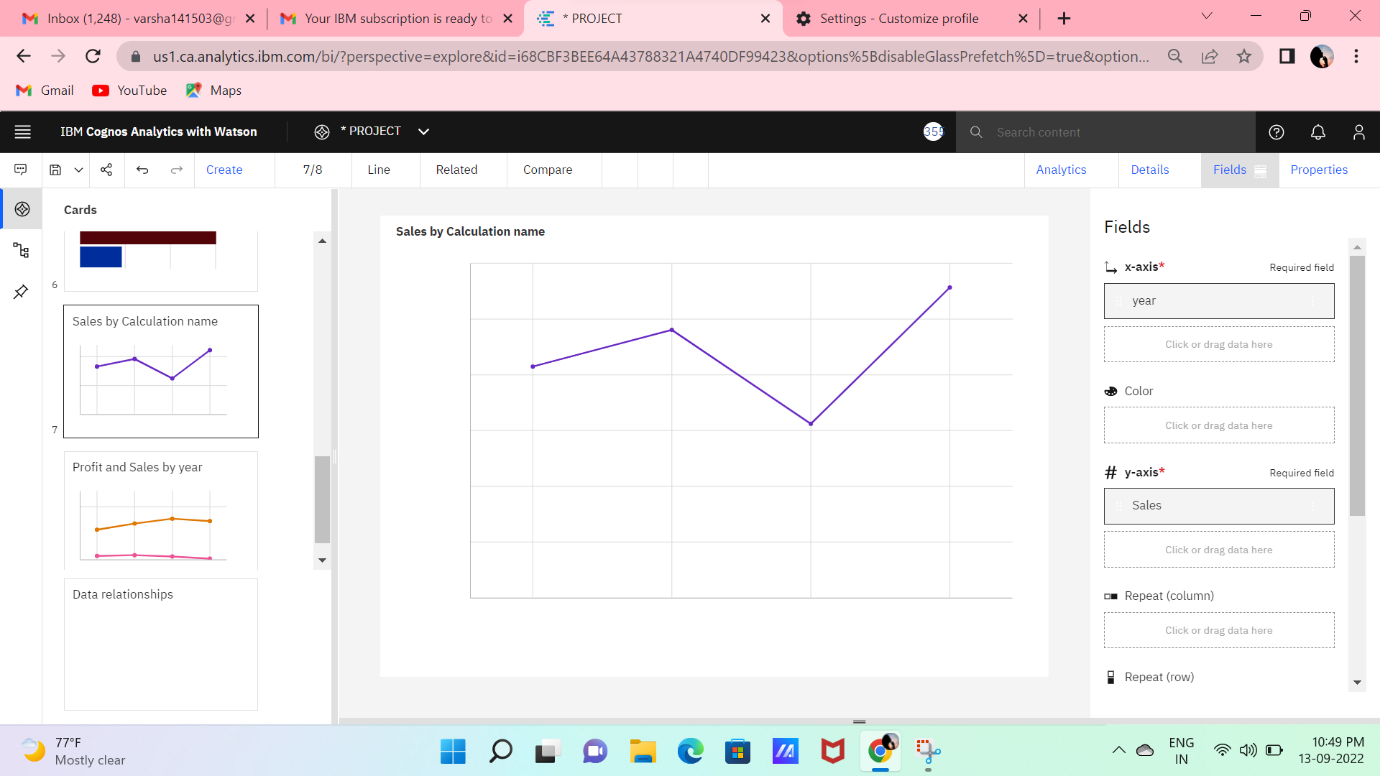 Inbox (1,248) - varsha141503@g
Your IBM subscription is ready to
* PROJECT
Settings - Customize profile
us1.ca.analytics.ibm.com/bi/?perspective=explore&id=i68CBF3BEE64A43788321A4740DF99423&options%5BdisableGlassPrefetch%5D=true&option...
Gmail
YouTube
Maps
IBM Cognos Analytics with Watson
* PROJECT
355
Search content
Create
7/8
Line
Related
Compare
Analytics
Details
Fields
Properties
Cards
6
Sales by Calculation name
7
Profit and Sales by year
Data relationships
Sales by Calculation name
Fields
x-axis*
Required field
year
Click or drag data here
Color
Click or drag data here
# y-axis*
Required field
Sales
Click or drag data here
Repeat (column)
Click or drag data here
Repeat (row)
77°F
Mostly clear
ENG
IN
10:49 PM
13-09-2022